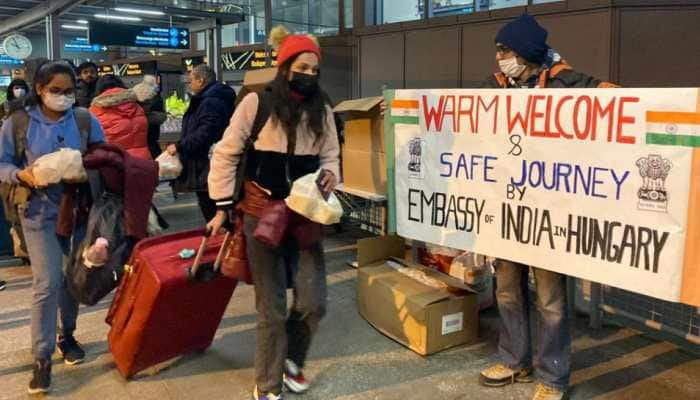 WARM WELCOME
&
SAFE JOURNEY
BY
EMBASSY OF INDIA IN HUNGARY